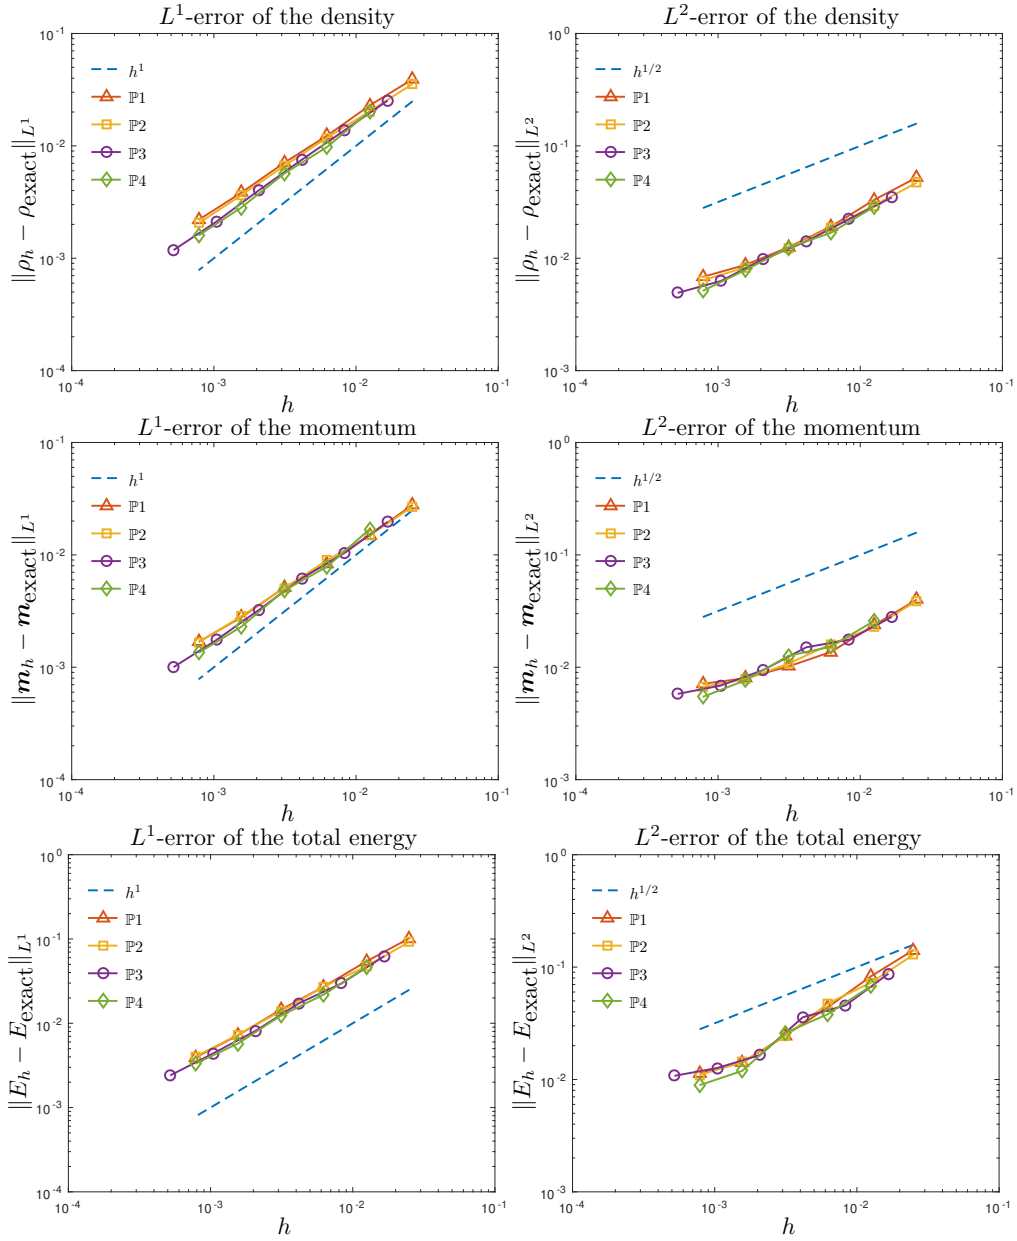 L¹-error of the density
10⁻¹
10⁻²
10⁻³
10⁻⁴
‖ρₕ − ρexact‖L¹
h¹
ℙ1
ℙ2
ℙ3
ℙ4
10⁻⁴ 10⁻³ 10⁻² 10⁻¹
h
L²-error of the density
10⁰
10⁻¹
10⁻²
10⁻³
‖ρₕ − ρexact‖L²
h¹/²
ℙ1
ℙ2
ℙ3
ℙ4
10⁻⁴ 10⁻³ 10⁻² 10⁻¹
h
L¹-error of the momentum
10⁻¹
10⁻²
10⁻³
10⁻⁴
‖mₕ − mexact‖L¹
h¹
ℙ1
ℙ2
ℙ3
ℙ4
10⁻⁴ 10⁻³ 10⁻² 10⁻¹
h
L²-error of the momentum
10⁰
10⁻¹
10⁻²
10⁻³
‖mₕ − mexact‖L²
h¹/²
ℙ1
ℙ2
ℙ3
ℙ4
10⁻⁴ 10⁻³ 10⁻² 10⁻¹
h
L¹-error of the total energy
10⁰
10⁻¹
10⁻²
10⁻³
10⁻⁴
‖Eₕ − Eexact‖L¹
h¹
ℙ1
ℙ2
ℙ3
ℙ4
10⁻⁴ 10⁻³ 10⁻² 10⁻¹
h
L²-error of the total energy
10⁰
10⁻¹
10⁻²
10⁻³
‖Eₕ − Eexact‖L²
h¹/²
ℙ1
ℙ2
ℙ3
ℙ4
10⁻⁴ 10⁻³ 10⁻² 10⁻¹
h